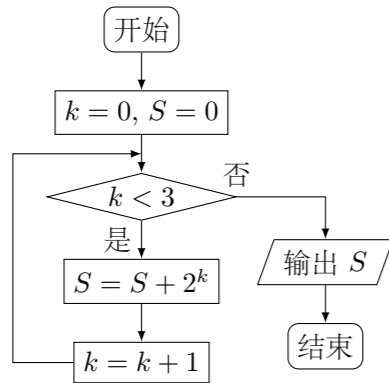 开始
k = 0, S = 0
k < 3
否
是
S = S + 2^k
输出 S
k = k + 1
结束